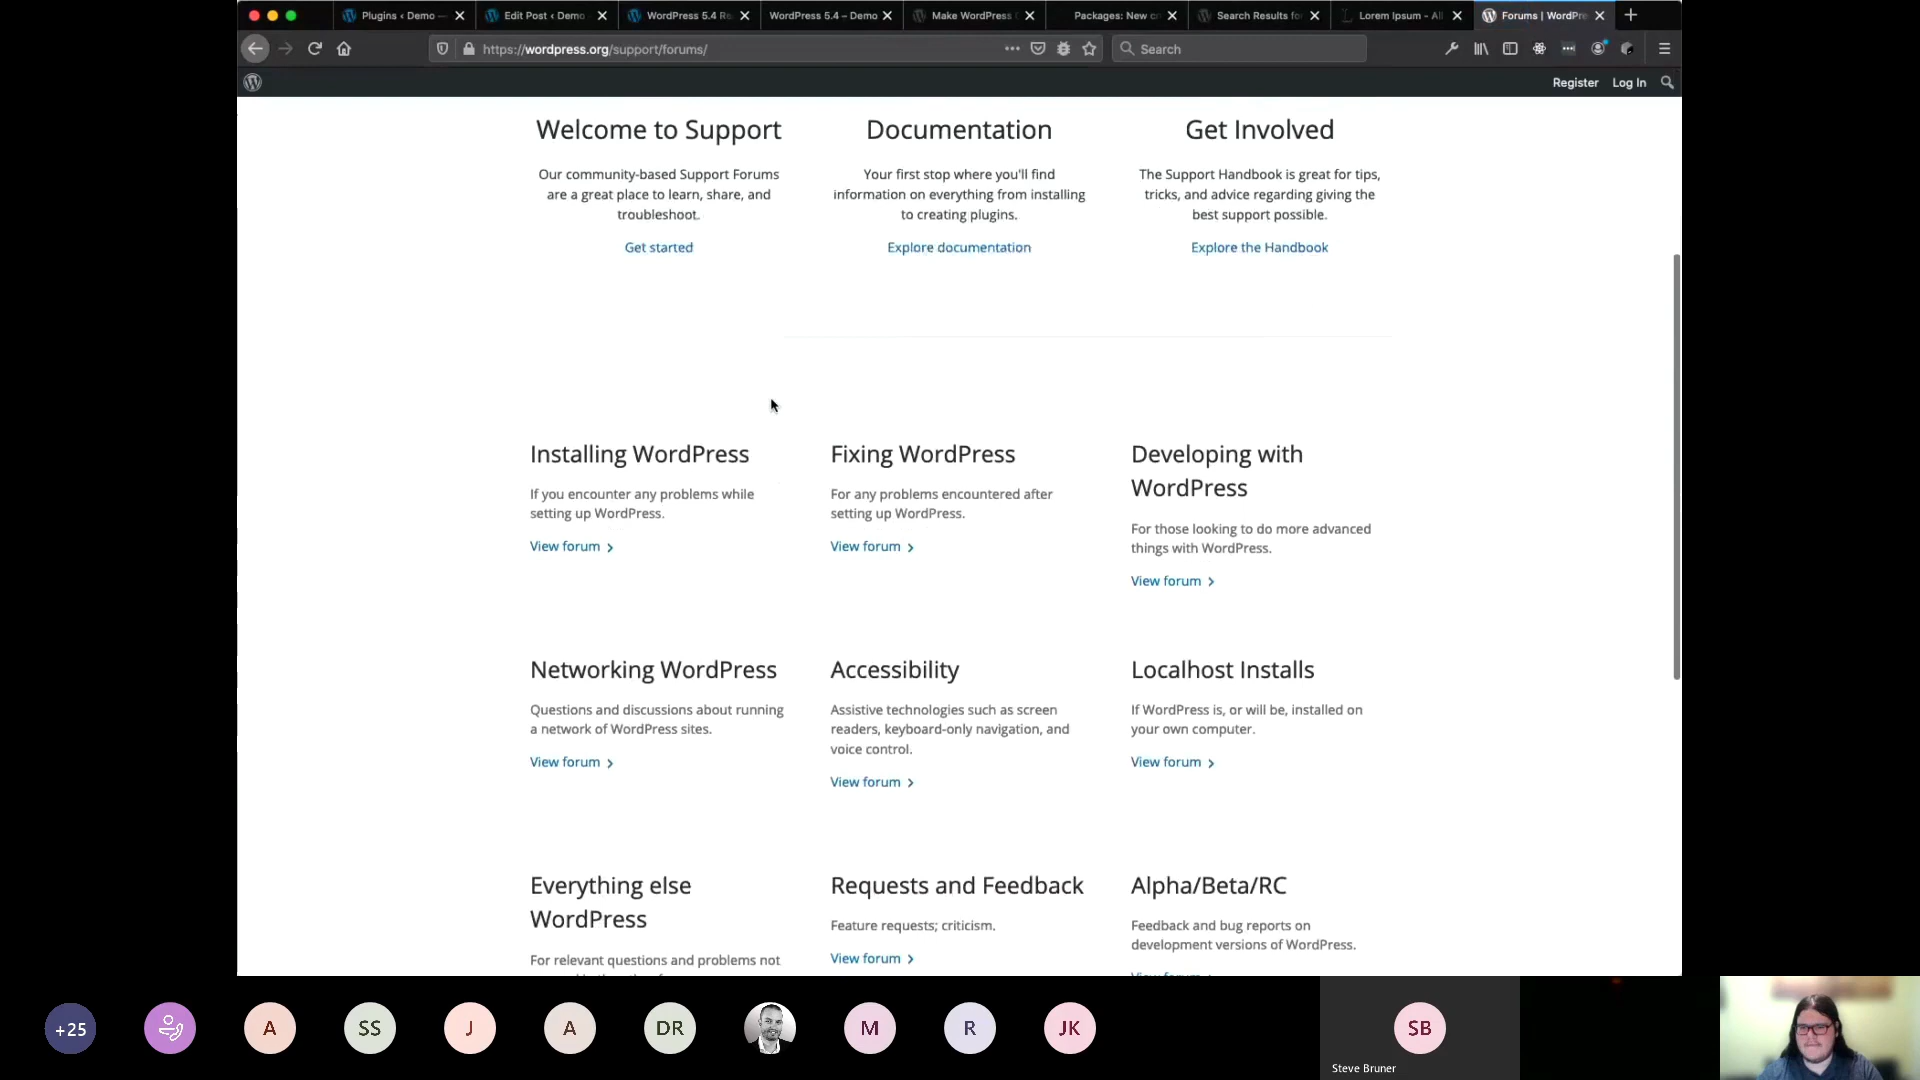 Plugins ‹ Demo —
Edit Post ‹ Demo
WordPress 5.4 Re
WordPress 5.4 – Demo
Make WordPress
Packages: New
Search Results fo
Lorem Ipsum – All
Forums | WordPre
https://wordpress.org/support/forums/
Search
Register
Log In
Welcome to Support
Our community-based Support Forums
are a great place to learn, share, and
troubleshoot.
Get started
Documentation
Your first stop where you'll find
information on everything from installing
to creating plugins.
Explore documentation
Get Involved
The Support Handbook is great for tips,
tricks, and advice regarding giving the
best support possible.
Explore the Handbook
Installing WordPress
If you encounter any problems while
setting up WordPress.
View forum
Fixing WordPress
For any problems encountered after
setting up WordPress.
View forum
Developing with
WordPress
For those looking to do more advanced
things with WordPress.
View forum
Networking WordPress
Questions and discussions about running
a network of WordPress sites.
View forum
Accessibility
Assistive technologies such as screen
readers, keyboard-only navigation, and
voice control.
View forum
Localhost Installs
If WordPress is, or will be, installed on
your own computer.
View forum
Everything else
WordPress
For relevant questions and problems not
Requests and Feedback
Feature requests; criticism.
View forum
Alpha/Beta/RC
Feedback and bug reports on
development versions of WordPress.
+25
A
SS
J
A
DR
M
R
JK
SB
Steve Bruner